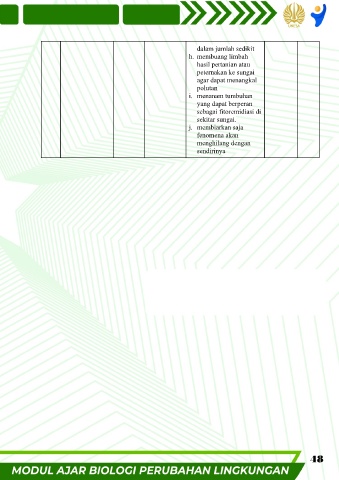 dalam jumlah sedikit
h. membuang limbah
hasil pertanian atau
peternakan ke sungai
agar dapat menangkal
polutan
i. menanam tumbuhan
yang dapat berperan
sebagai fitoremidiasi di
sekitar sungai.
j. membiarkan saja
fenomena akan
menghilang dengan
sendirinya
48
MODUL AJAR BIOLOGI PERUBAHAN LINGKUNGAN